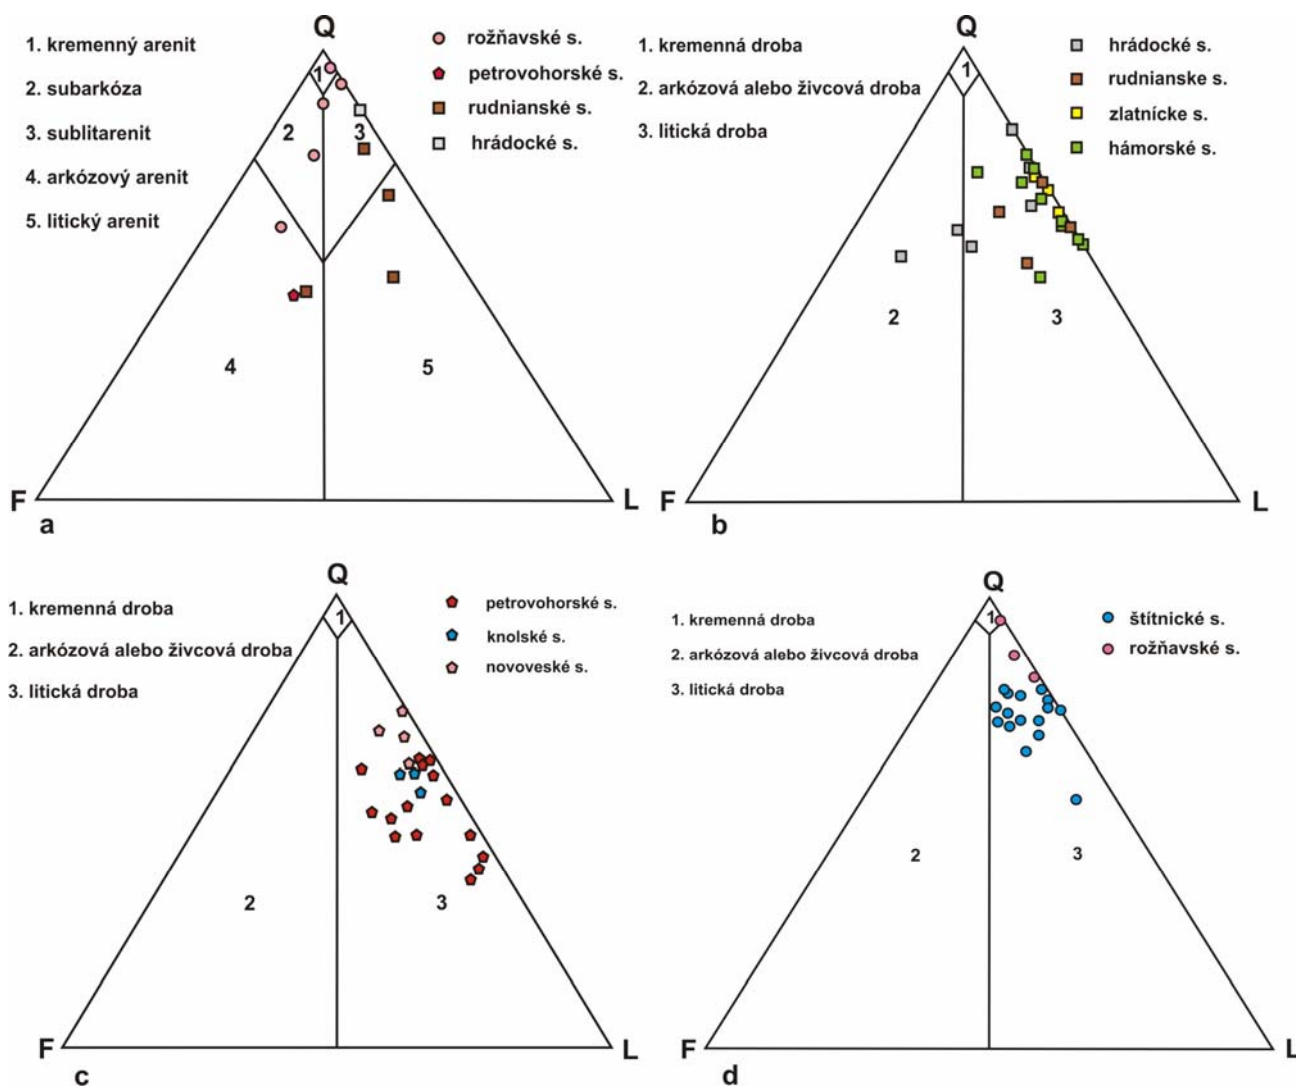 Q
1. kremenný arenit
2. subarkóza
3. sublitarenit
4. arkózový arenit
5. litický arenit
rožňavské s.
petrovohorské s.
rudnianské s.
hrádocké s.
1
2
3
4
5
F
L
a
Q
1. kremenná droba
2. arkózová alebo živcová droba
3. litická droba
hrádocké s.
rudnianske s.
zlatnícke s.
hámorské s.
1
2
3
F
L
b
Q
1. kremenná droba
2. arkózová alebo živcová droba
3. litická droba
petrovohorské s.
knolské s.
novoveské s.
1
2
3
F
L
c
Q
1. kremenná droba
2. arkózová alebo živcová droba
3. litická droba
štítnické s.
rožňavské s.
1
2
3
F
L
d